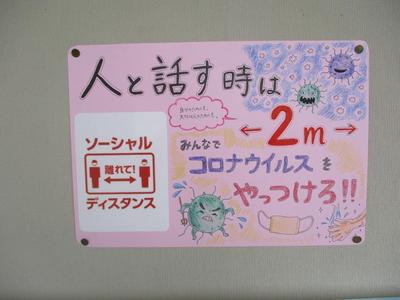 人と話す時は
← 2m →
ソーシャル
離れて!
ディスタンス
みんなで
コロナウイルスを
やっつけろ!!